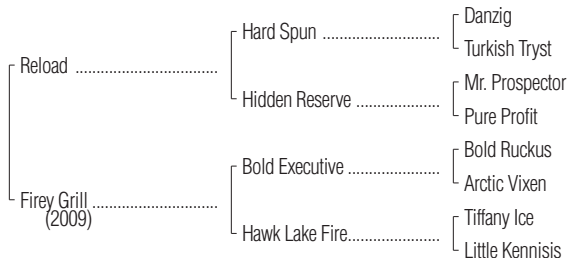 Danzig
Hard Spun ........................
Turkish Tryst
Reload .............................
Mr. Prospector
Hidden Reserve .................
Pure Profit
Bold Ruckus
Bold Executive ...................
Arctic Vixen
Firey Grill .........................
(2009)
Tiffany Ice
Hawk Lake Fire...................
Little Kennisis